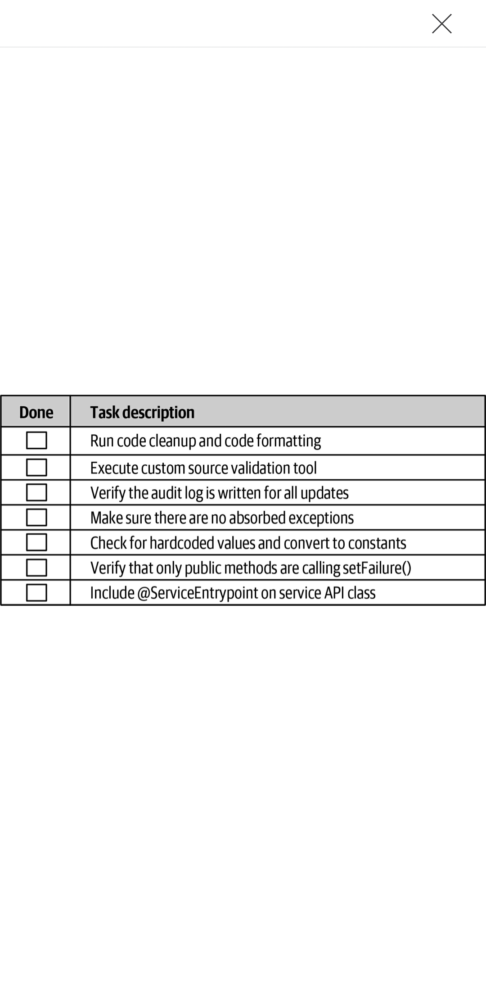 Done Task description
Run code cleanup and code formatting
Execute custom source validation tool
Verify the audit log is written for all updates
Make sure there are no absorbed exceptions
Check for hardcoded values and convert to constants
Verify that only public methods are calling setFailure()
Include @ServiceEntrypoint on service API class